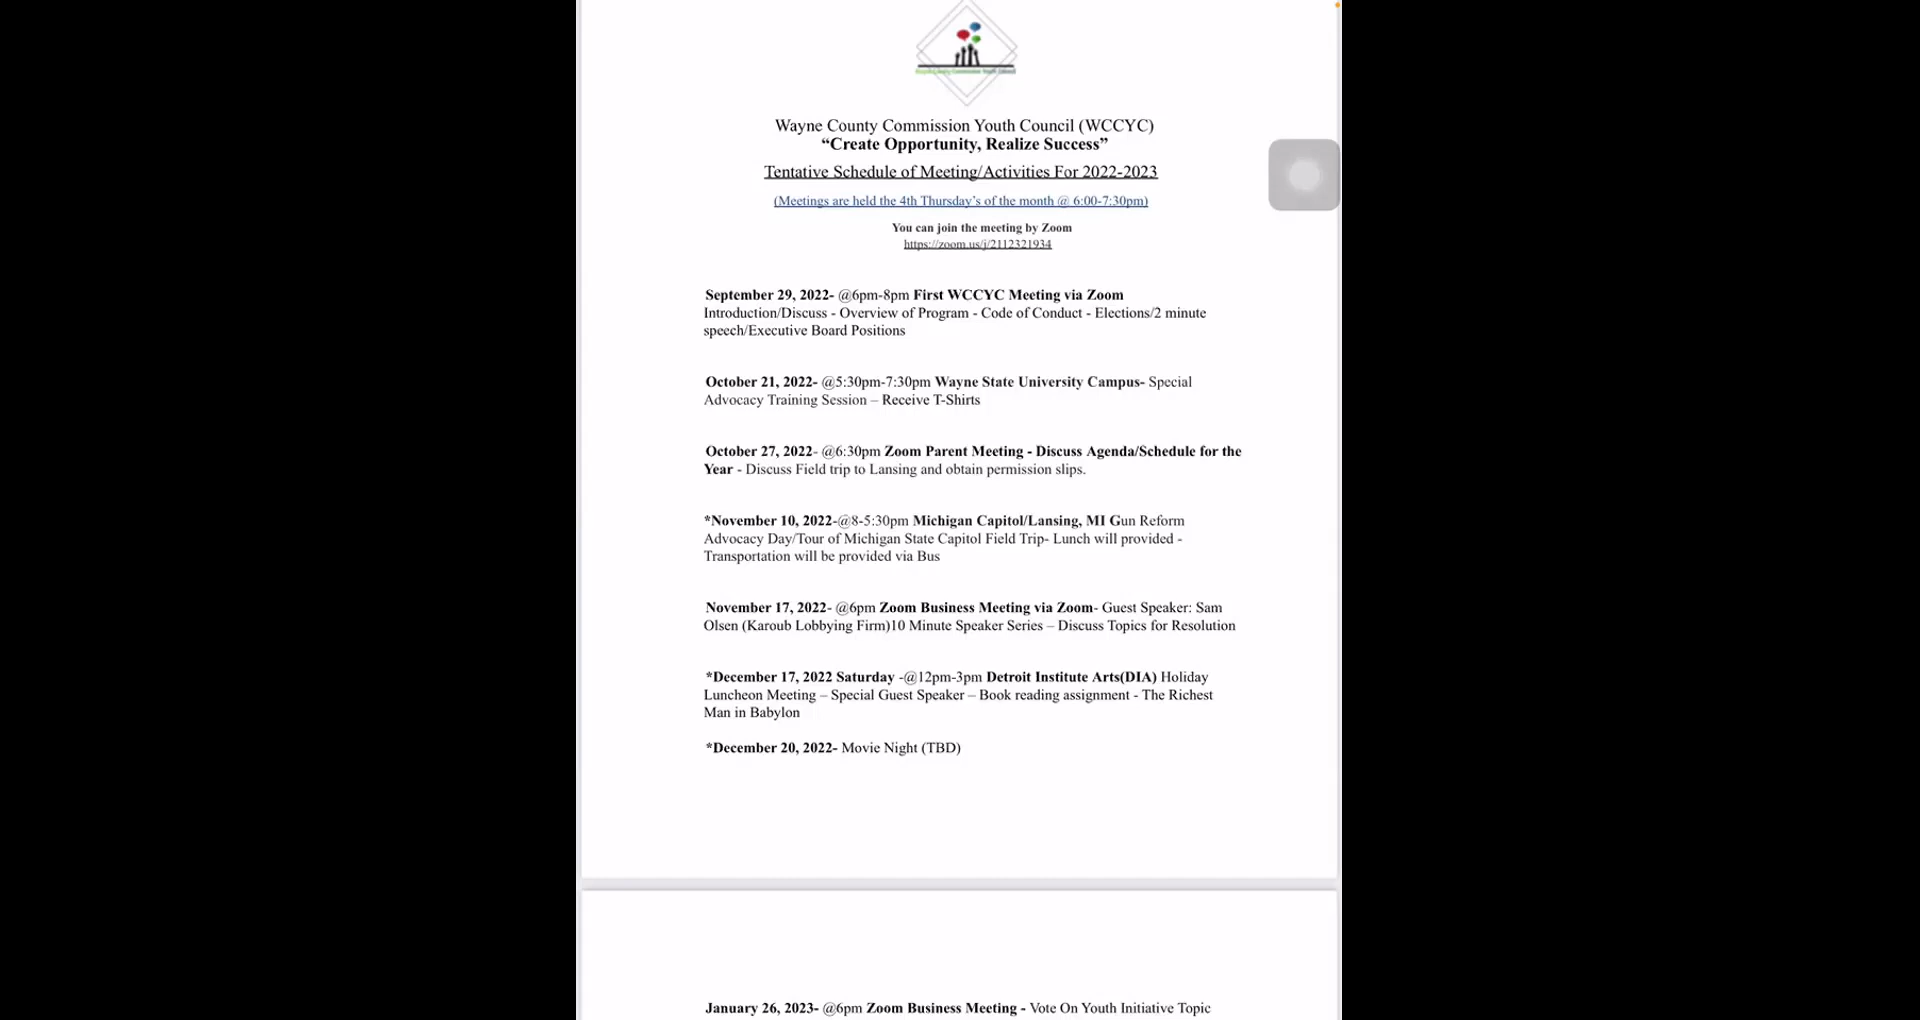 Wayne County Commission Youth Council
Wayne County Commission Youth Council (WCCYC)
“Create Opportunity, Realize Success”
Tentative Schedule of Meeting/Activities For 2022-2023
(Meetings are held the 4th Thursday’s of the month @ 6:00-7:30pm)
You can join the meeting by Zoom
https://zoom.us/j/2112321934
September 29, 2022- @6pm-8pm First WCCYC Meeting via Zoom
Introduction/Discuss - Overview of Program - Code of Conduct - Elections/2 minute
speech/Executive Board Positions
October 21, 2022- @5:30pm-7:30pm Wayne State University Campus- Special
Advocacy Training Session – Receive T-Shirts
October 27, 2022- @6:30pm Zoom Parent Meeting - Discuss Agenda/Schedule for the
Year - Discuss Field trip to Lansing and obtain permission slips.
*November 10, 2022-@8-5:30pm Michigan Capitol/Lansing, MI Gun Reform
Advocacy Day/Tour of Michigan State Capitol Field Trip- Lunch will provided -
Transportation will be provided via Bus
November 17, 2022- @6pm Zoom Business Meeting via Zoom- Guest Speaker: Sam
Olsen (Karoub Lobbying Firm)10 Minute Speaker Series – Discuss Topics for Resolution
*December 17, 2022 Saturday -@12pm-3pm Detroit Institute Arts(DIA) Holiday
Luncheon Meeting – Special Guest Speaker – Book reading assignment - The Richest
Man in Babylon
*December 20, 2022- Movie Night (TBD)
January 26, 2023- @6pm Zoom Business Meeting - Vote On Youth Initiative Topic